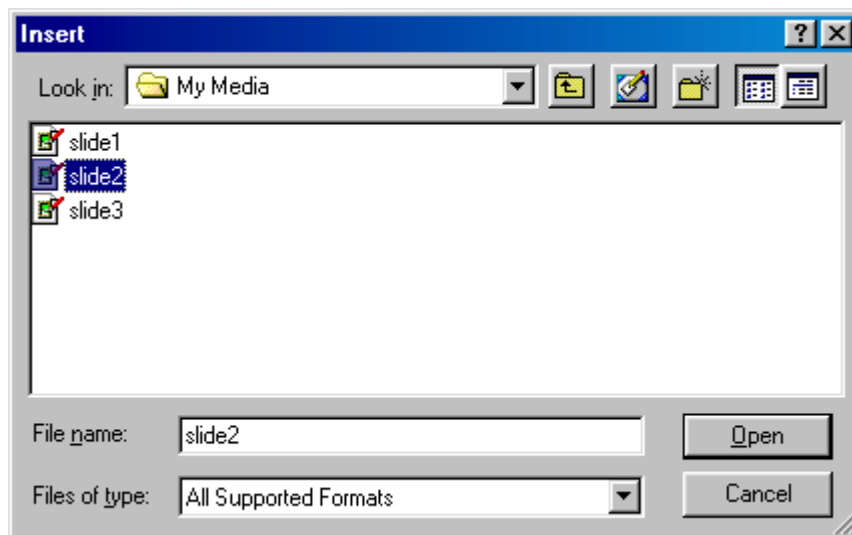 Insert
Look in: My Media
slide1
slide2
slide3
File name: slide2 Open
Files of type: All Supported Formats Cancel